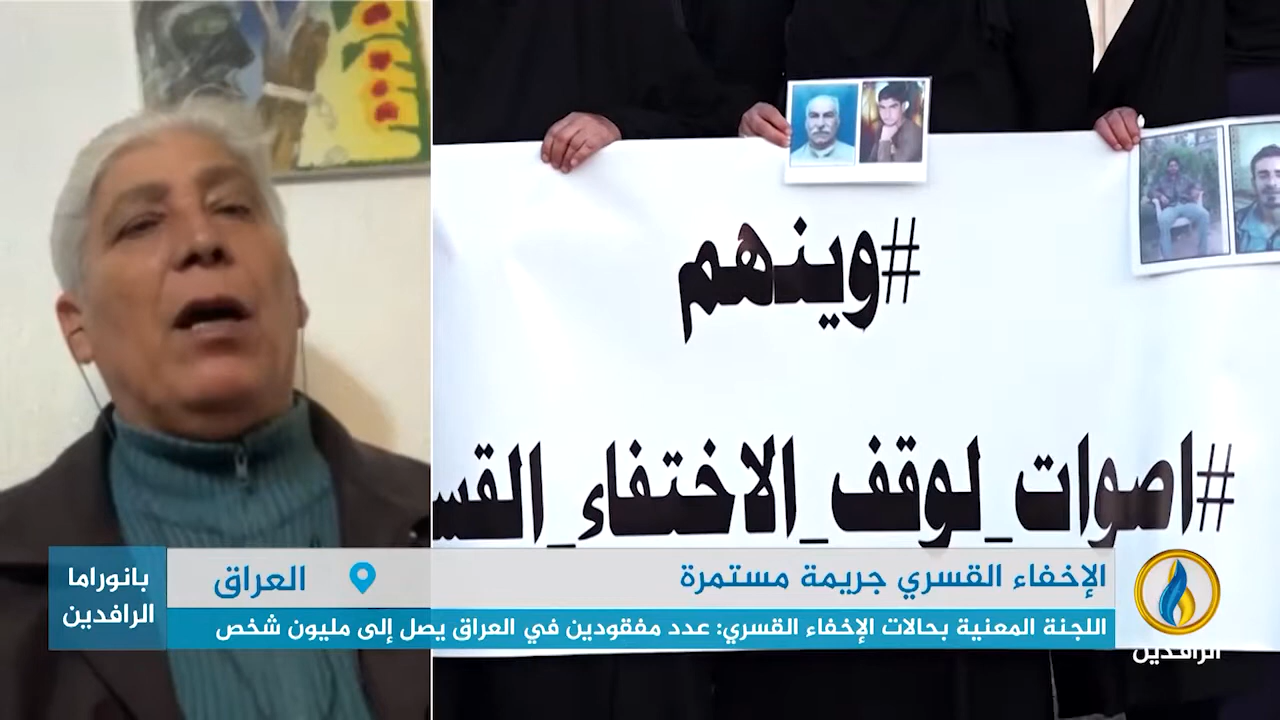 #وينهم
#اصوات_لوقف_الاختفاء_القس
الإخفاء القسري جريمة مستمرة
العراق
اللجنة المعنية بحالات الإخفاء القسري: عدد مفقودين في العراق يصل إلى مليون شخص
بانوراما
الرافدين
الرافدين